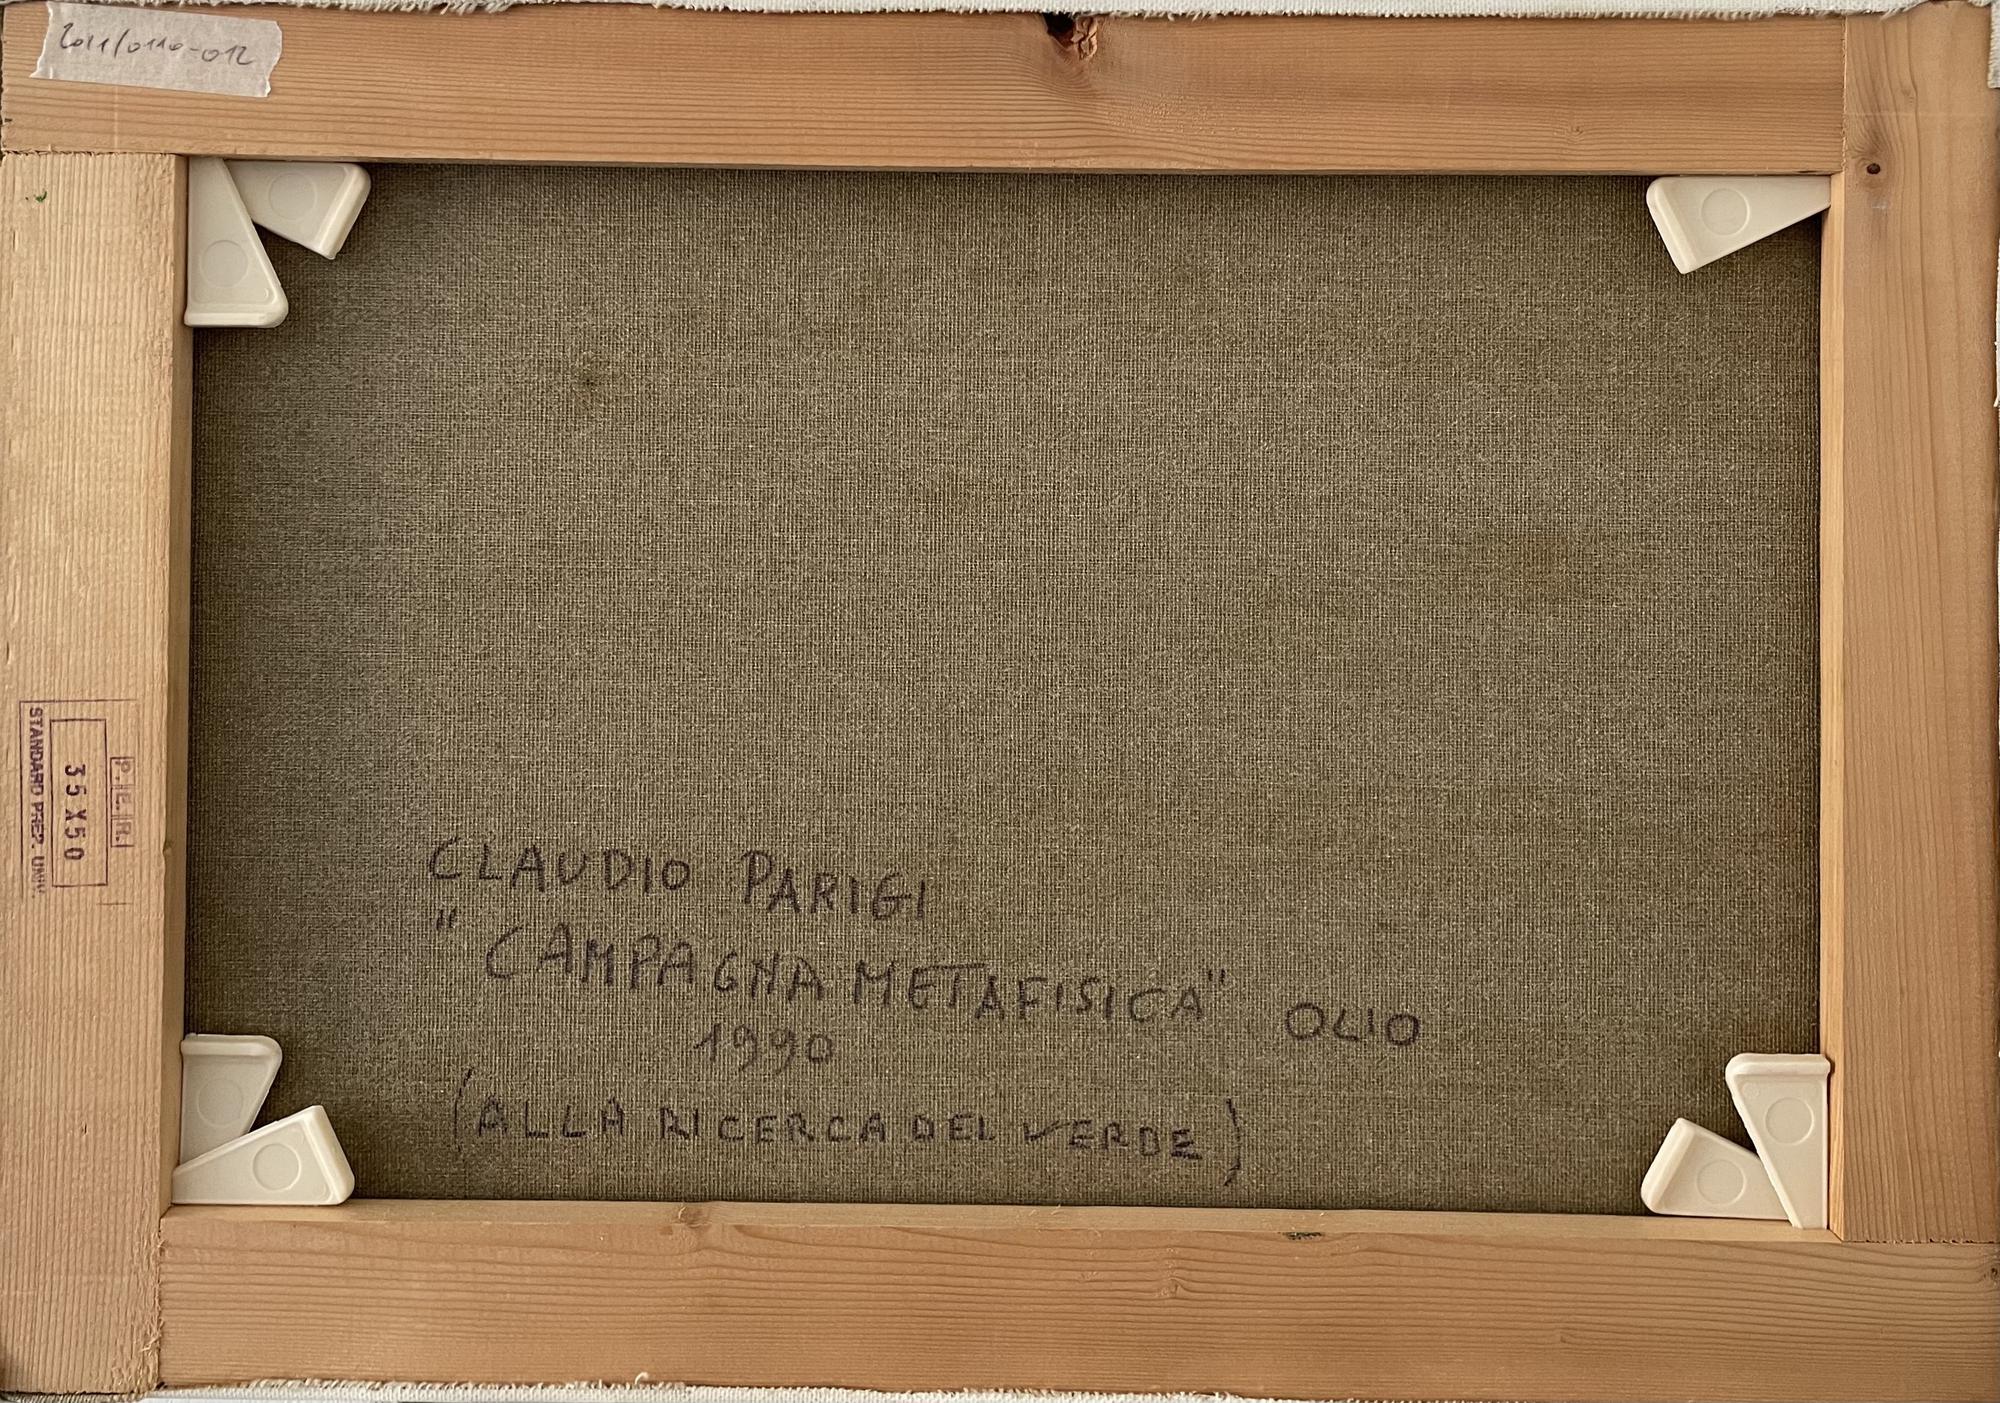 2011/0110-012
P.E.R.
35X50
STANDARD PREP. UNIV.
CLAUDIO PARIGI
" CAMPAGNA METAFISICA" OLIO
1990
(ALLA RICERCA DEL VERDE)